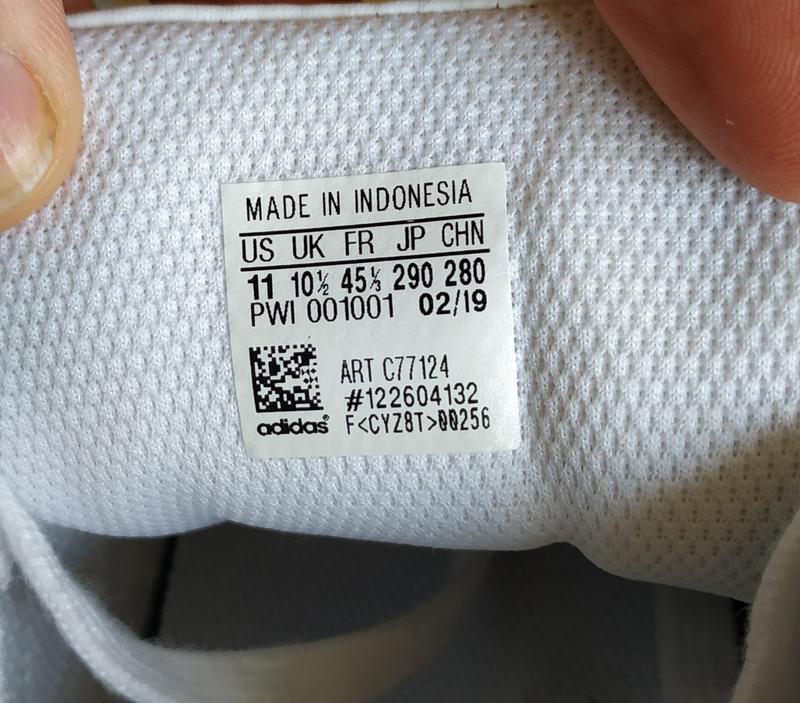 MADE IN INDONESIA
US UK FR JP CHN
11 10½ 45⅓ 290 280
PWI 001001 02/19
ART C77124
#122604132
adidas® F<CYZ8T>00256